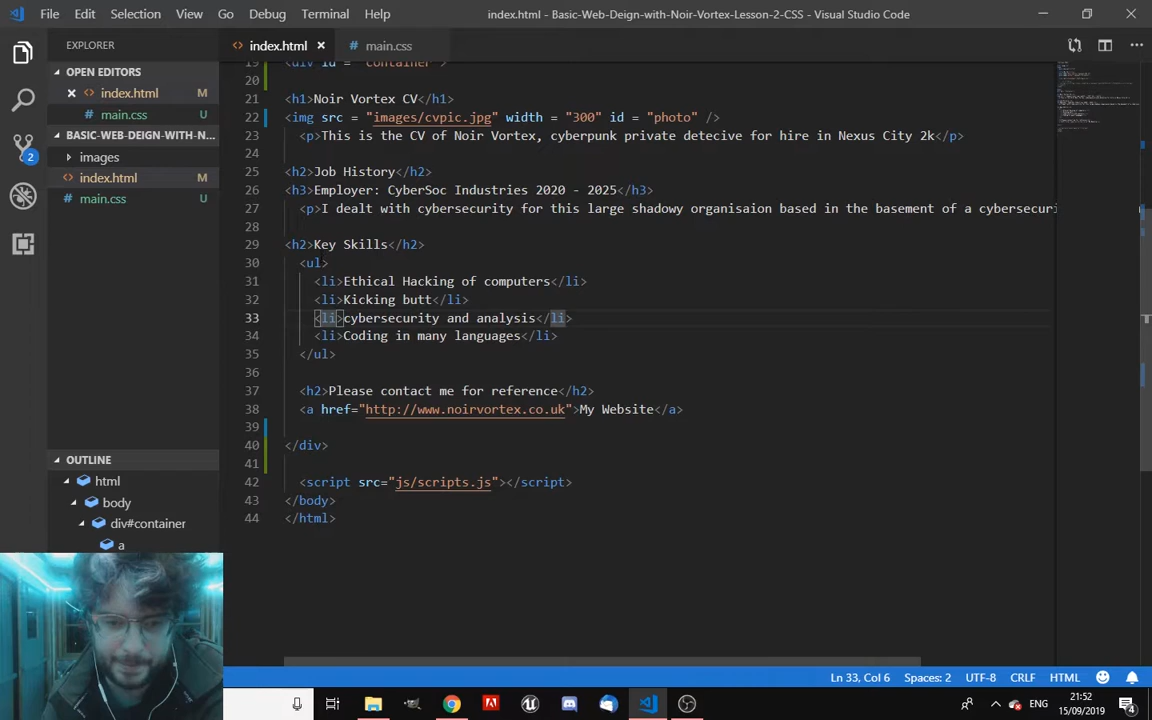 File Edit Selection View Go Debug Terminal Help
index.html - Basic-Web-Deign-with-Noir-Vortex-Lesson-2-CSS - Visual Studio Code
EXPLORER
OPEN EDITORS
index.html M
main.css U
BASIC-WEB-DEIGN-WITH-N...
images
index.html M
main.css U
2
OUTLINE
html
body
div#container
a
index.html
main.css
19 <div id = "container">
20
21 <h1>Noir Vortex CV</h1>
22 <img src = "images/cvpic.jpg" width = "300" id = "photo" />
23 <p>This is the CV of Noir Vortex, cyberpunk private detecive for hire in Nexus City 2k</p>
24
25 <h2>Job History</h2>
26 <h3>Employer: CyberSoc Industries 2020 - 2025</h3>
27 <p>I dealt with cybersecurity for this large shadowy organisaion based in the basement of a cybersecuri
28
29 <h2>Key Skills</h2>
30 <ul>
31 <li>Ethical Hacking of computers</li>
32 <li>Kicking butt</li>
33 <li>cybersecurity and analysis</li>
34 <li>Coding in many languages</li>
35 </ul>
36
37 <h2>Please contact me for reference</h2>
38 <a href="http://www.noirvortex.co.uk">My Website</a>
39
40 </div>
41
42 <script src="js/scripts.js"></script>
43 </body>
44 </html>
Ln 33, Col 6 Spaces: 2 UTF-8 CRLF HTML
ENG
21:52
15/09/2019
4